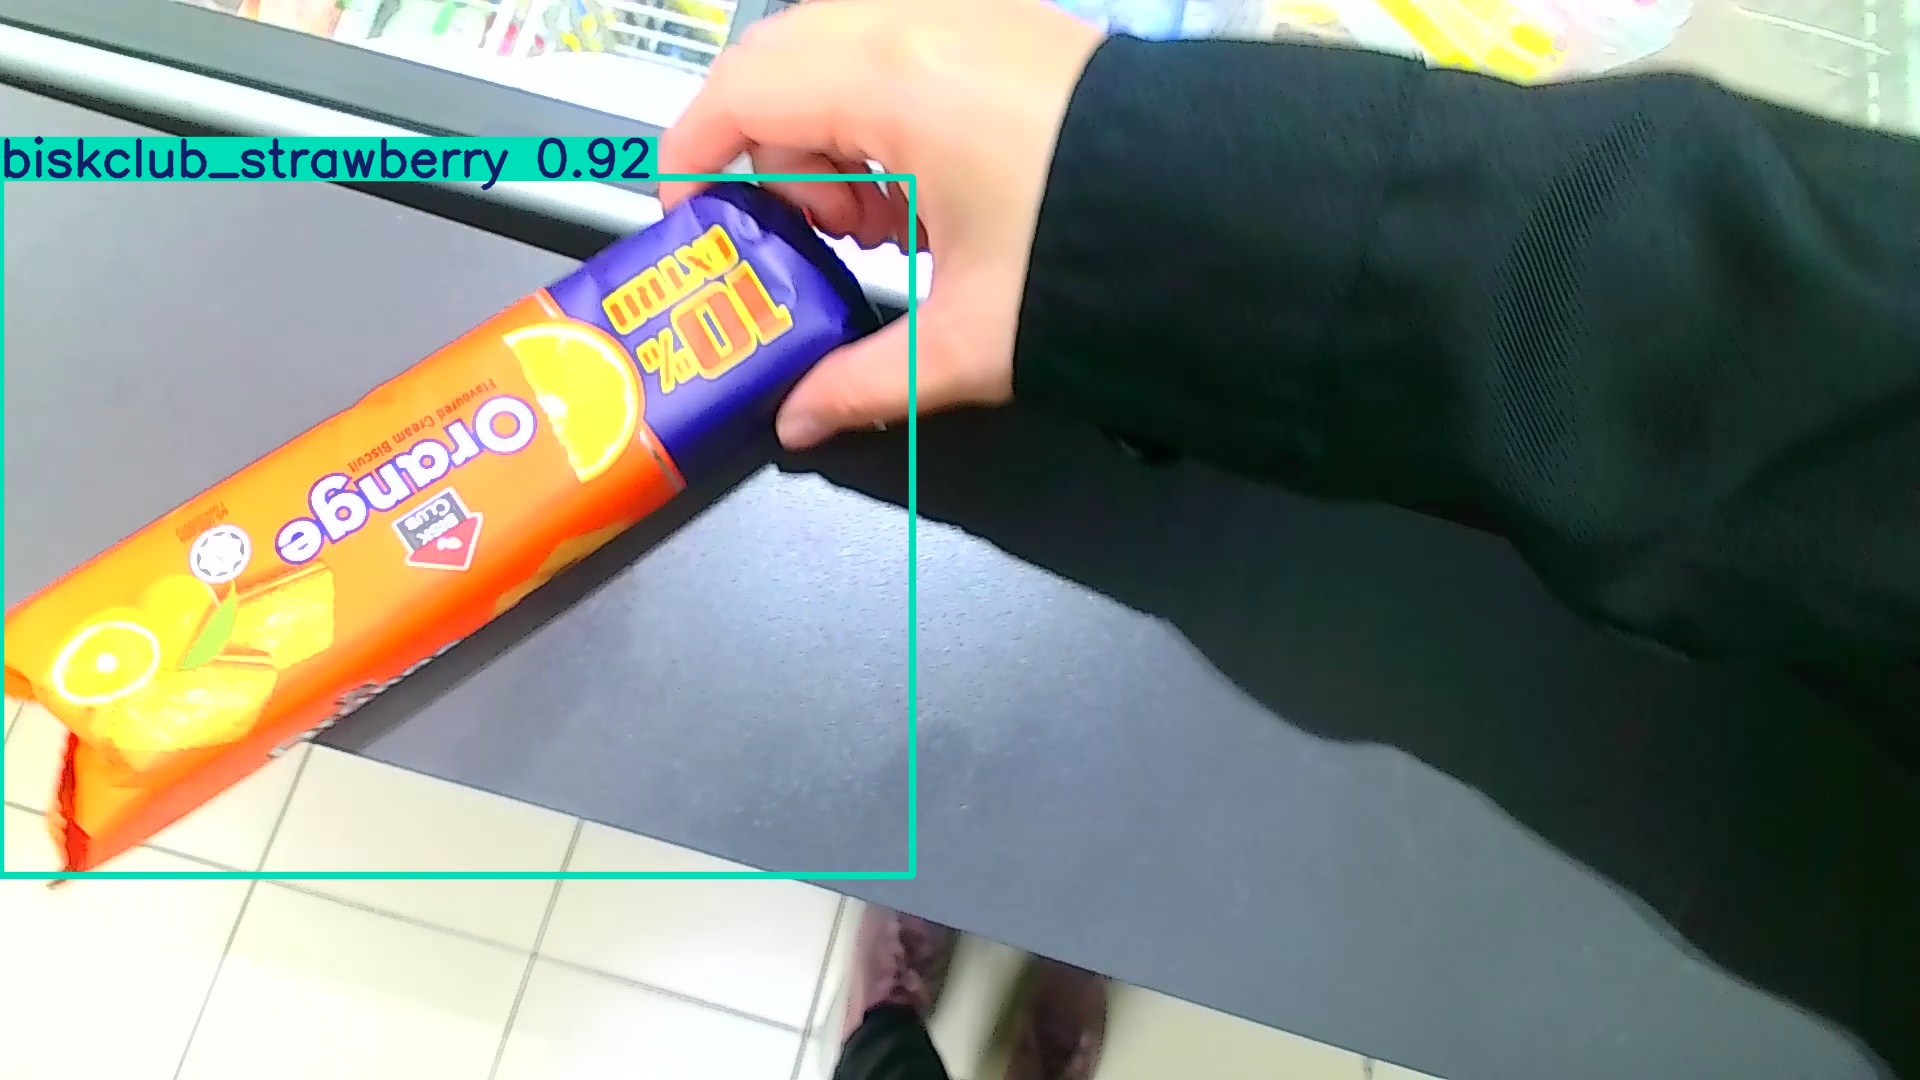 biskclub_strawberry 0.92
10%
EXTRA
Orange
Flavoured Cream Biscuit
BISK
CLUB